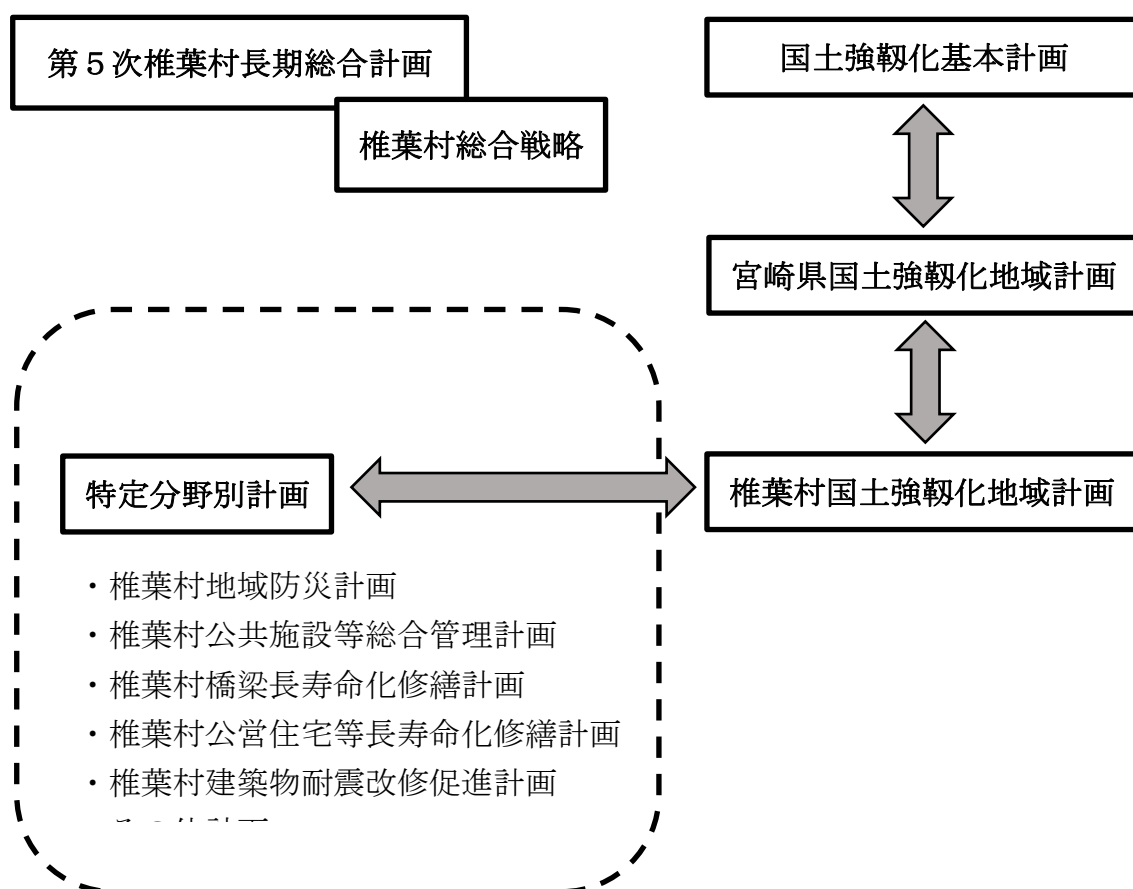 第５次椎葉村長期総合計画
椎葉村総合戦略
国土強靱化基本計画
宮崎県国土強靱化地域計画
椎葉村国土強靱化地域計画
特定分野別計画
・椎葉村地域防災計画
・椎葉村公共施設等総合管理計画
・椎葉村橋梁長寿命化修繕計画
・椎葉村公営住宅等長寿命化修繕計画
・椎葉村建築物耐震改修促進計画